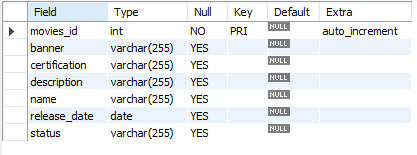 Field Type Null Key Default Extra
movies_id int NO PRI NULL auto_increment
banner varchar(255) YES NULL
certification varchar(255) YES NULL
description varchar(255) YES NULL
name varchar(255) YES NULL
release_date date YES NULL
status varchar(255) YES NULL